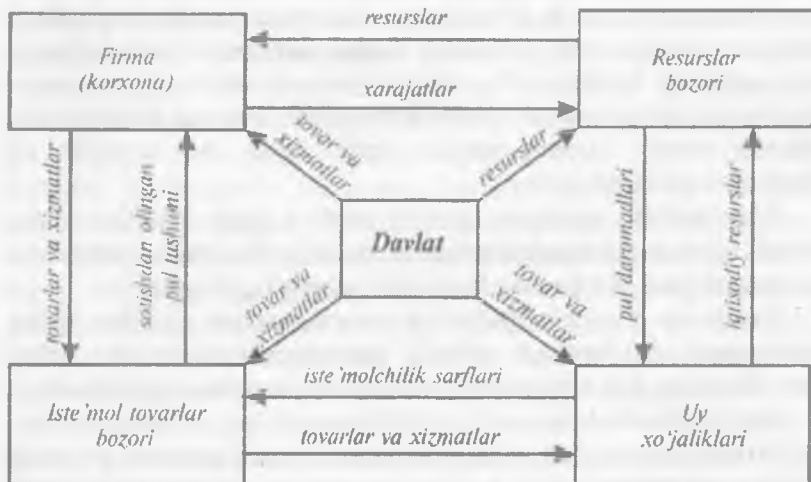 resurslar
Firma
(korxona)
Resurslar
bozori
xarajatlar
tovar va
xizmatlar
resurslar
tovarlar va xizmatlar
sotishdan olingan
pul tushumi
Davlat
pul daromadlari
iqtisodiy resurslar
tovar va
xizmatlar
tovar va
xizmatlar
iste'molchilik sarflari
Iste'mol tovarlar
bozori
Uy
xo'jaliklari
tovarlar va xizmatlar